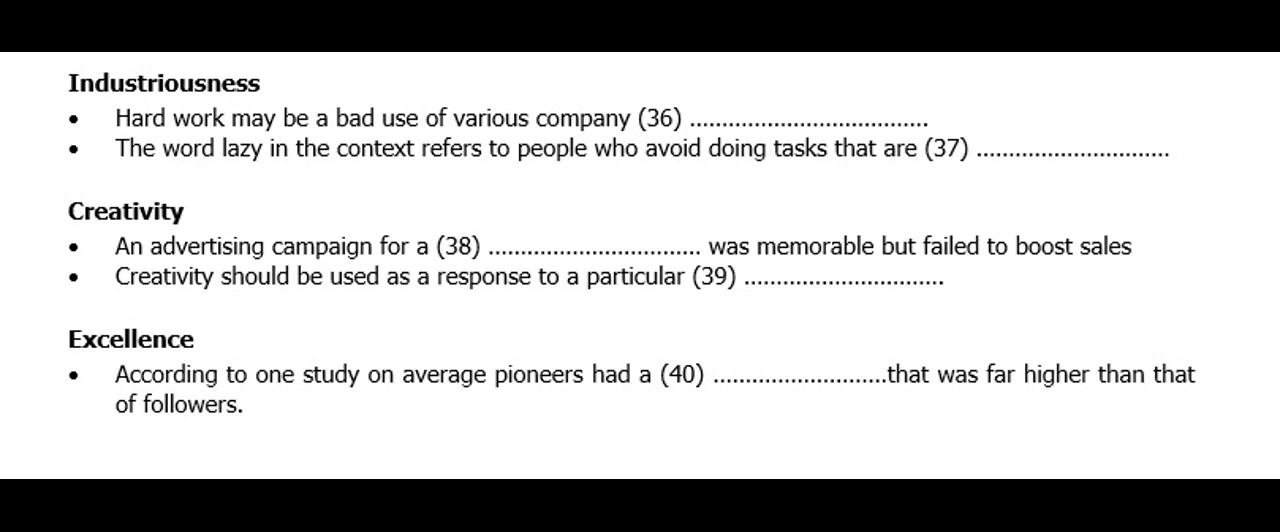 Industriousness
• Hard work may be a bad use of various company (36) .....................................
• The word lazy in the context refers to people who avoid doing tasks that are (37) ..............................
Creativity
• An advertising campaign for a (38) ................................. was memorable but failed to boost sales
• Creativity should be used as a response to a particular (39) ...............................
Excellence
• According to one study on average pioneers had a (40) ...........................that was far higher than that
of followers.